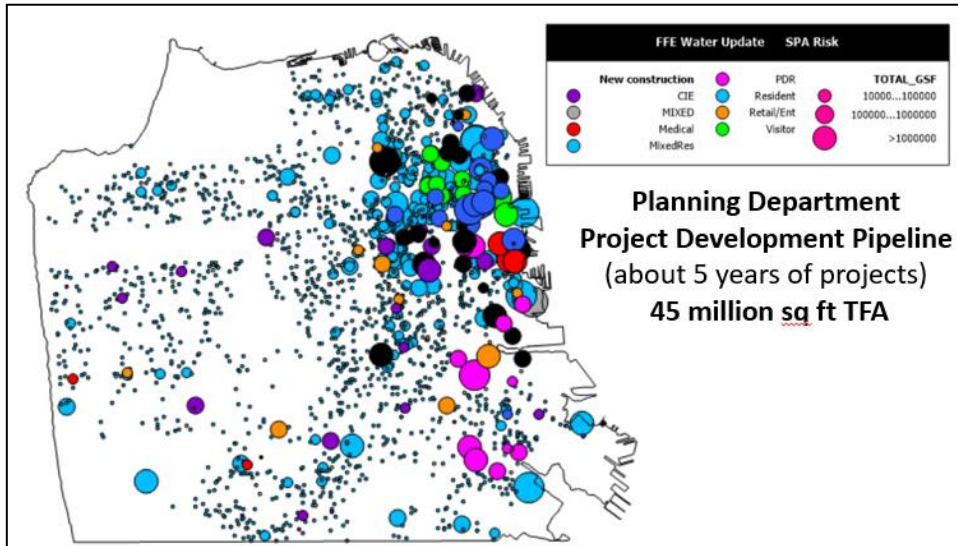 FFE Water Update SPA Risk
New construction
CIE
MIXED
Medical
MixedRes
PDR
Resident
Retail/Ent
Visitor
TOTAL_GSF
10000...100000
100000...1000000
>1000000
Planning Department
Project Development Pipeline
(about 5 years of projects)
45 million sq ft TFA